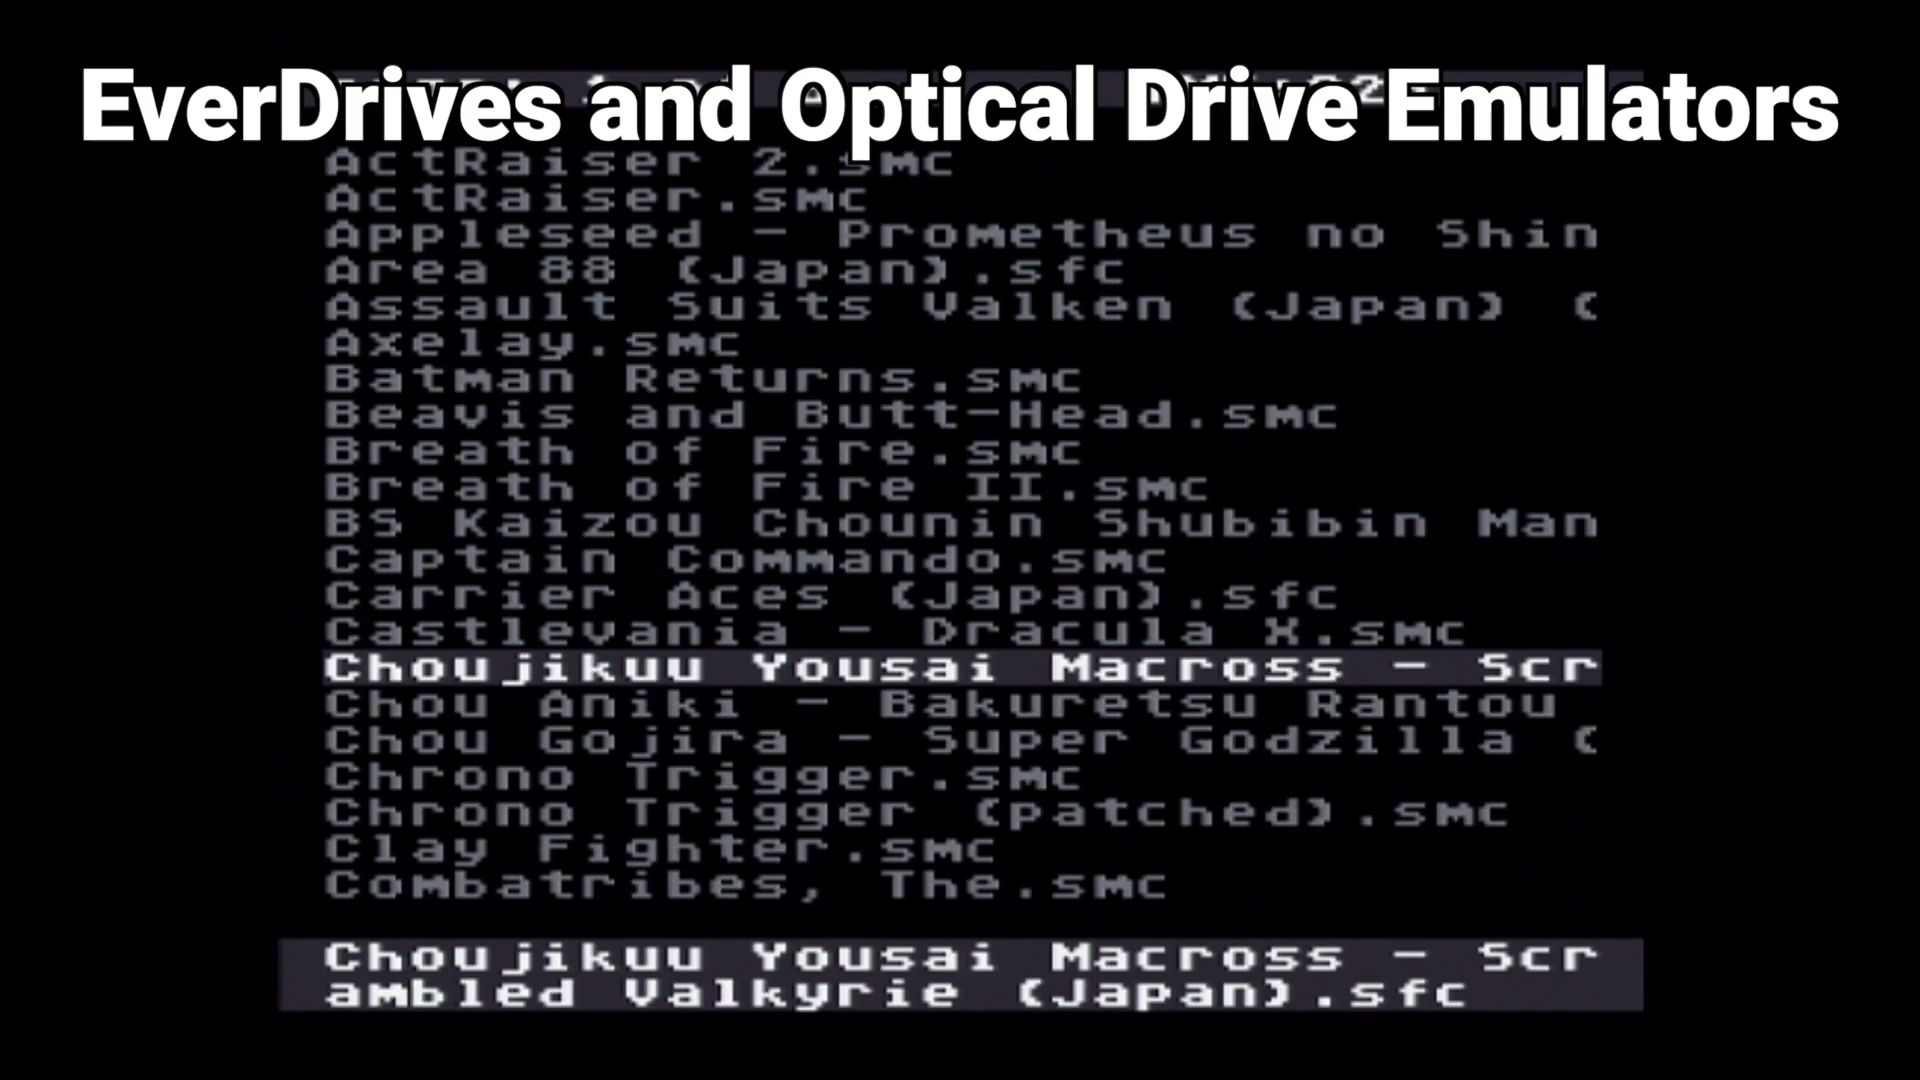 EverDrives and Optical Drive Emulators
ActRaiser 2.smc
ActRaiser.smc
Appleseed - Prometheus no Shin
Area 88 (Japan).sfc
Assault Suits Valken (Japan) (
Axelay.smc
Batman Returns.smc
Beavis and Butt-Head.smc
Breath of Fire.smc
Breath of Fire II.smc
BS Kaizou Chounin Shubibin Man
Captain Commando.smc
Carrier Aces (Japan).sfc
Castlevania - Dracula X.smc
Choujikuu Yousai Macross - Scr
Chou Aniki - Bakuretsu Rantou
Chou Gojira - Super Godzilla (
Chrono Trigger.smc
Chrono Trigger (patched).smc
Clay Fighter.smc
Combatribes, The.smc
Choujikuu Yousai Macross - Scr
ambled Valkyrie (Japan).sfc